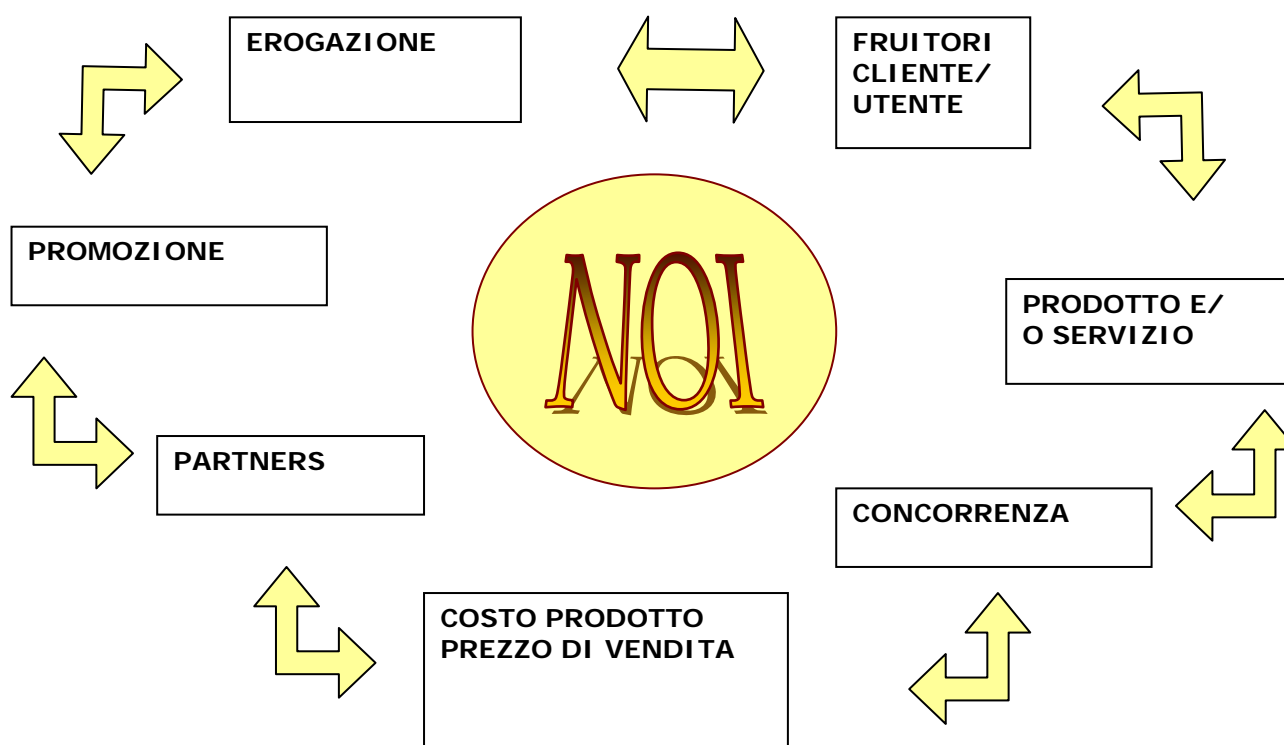 EROGAZIONE
FRUITORI
CLIENTE/
UTENTE
PROMOZIONE
NOI
PRODOTTO E/
O SERVIZIO
PARTNERS
CONCORRENZA
COSTO PRODOTTO
PREZZO DI VENDITA